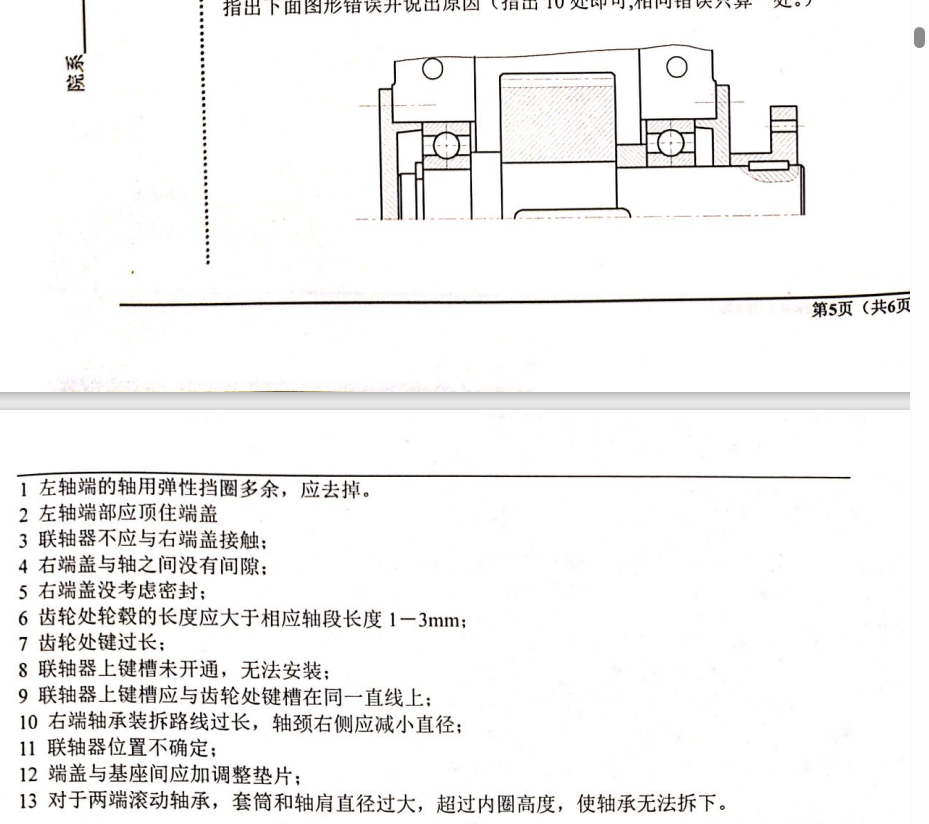 指出下面图形错误并说出原因（指出10处即可,相同错误只算一处。）
院系
第5页（共6页
1 左轴端的轴用弹性挡圈多余，应去掉。
2 左轴端部应顶住端盖
3 联轴器不应与右端盖接触；
4 右端盖与轴之间没有间隙；
5 右端盖没考虑密封；
6 齿轮处轮毂的长度应大于相应轴段长度 1－3mm；
7 齿轮处键过长；
8 联轴器上键槽未开通，无法安装；
9 联轴器上键槽应与齿轮处键槽在同一直线上；
10 右端轴承装拆路线过长，轴颈右侧应减小直径；
11 联轴器位置不确定；
12 端盖与基座间应加调整垫片；
13 对于两端滚动轴承，套筒和轴肩直径过大，超过内圈高度，使轴承无法拆下。